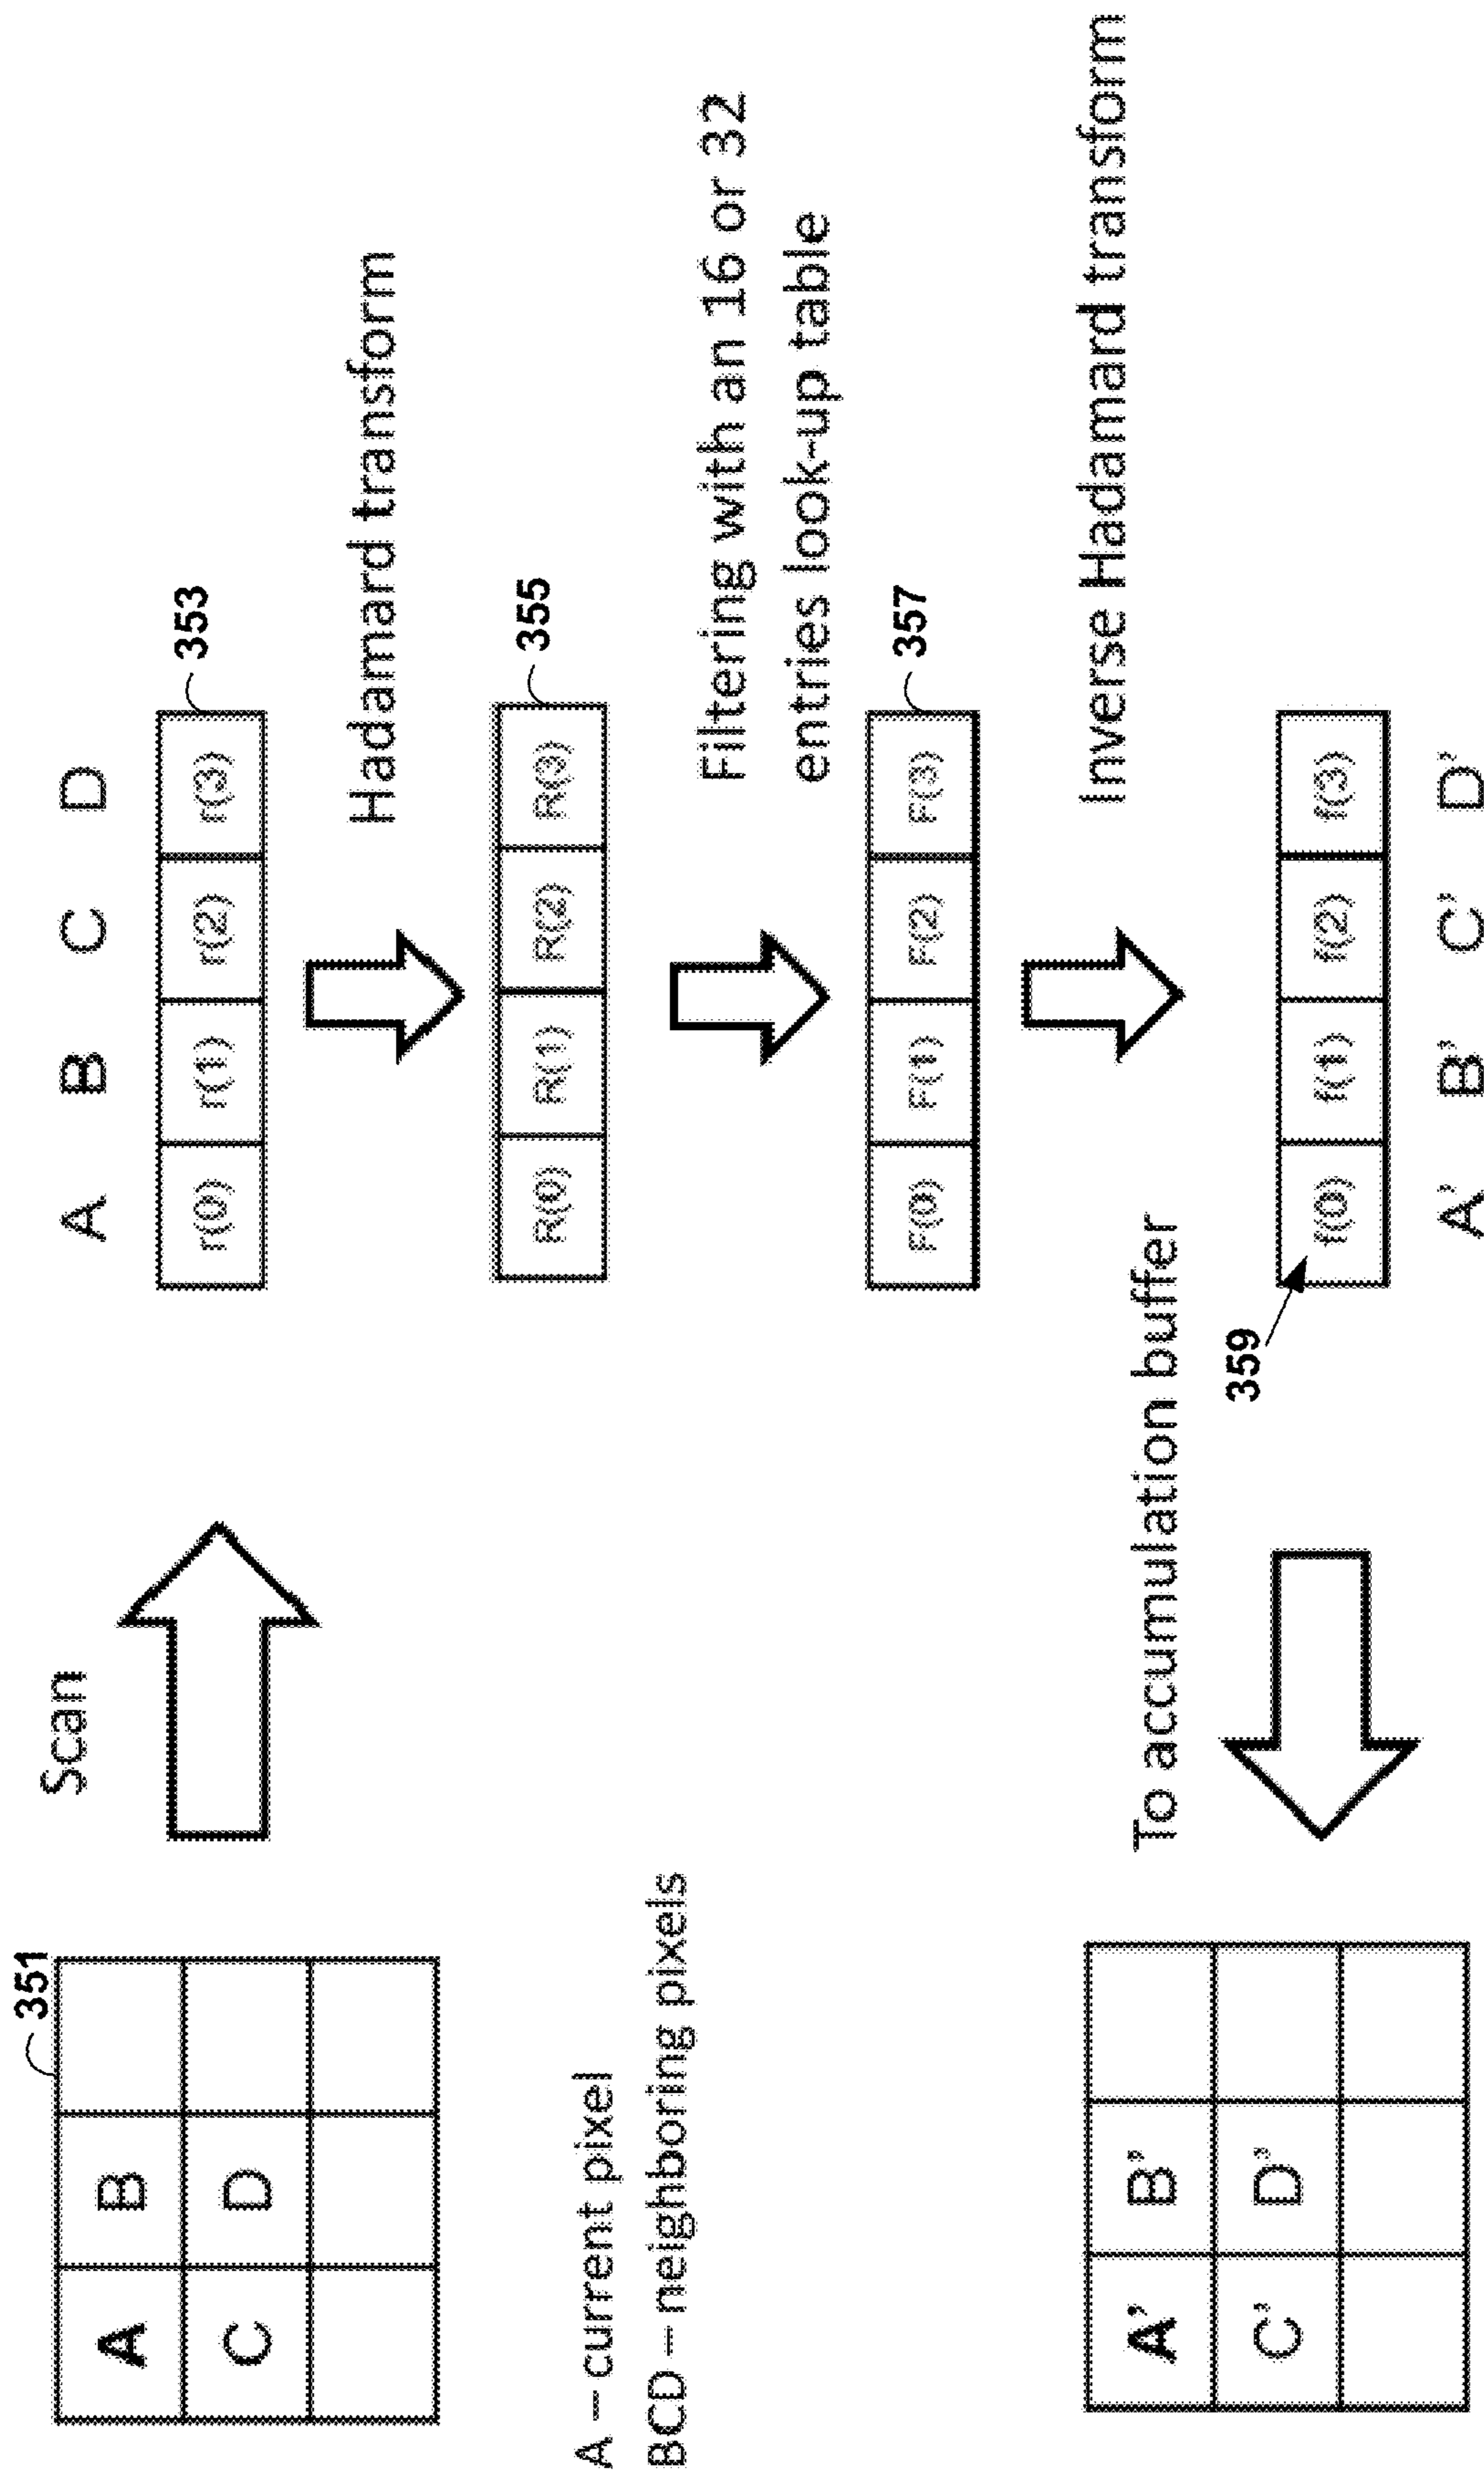 351
A B
C D
A – current pixel
BCD – neighboring pixels
Scan
A B C D
r(0) r(1) r(2) r(3)
353
Hadamard transform
R(0) R(1) R(2) R(3)
355
Filtering with an 16 or 32
entries look-up table
F(0) F(1) F(2) F(3)
357
Inverse Hadamard transform
f(0) f(1) f(2) f(3)
359
A' B' C' D'
To accumulation buffer
A' B'
C' D'